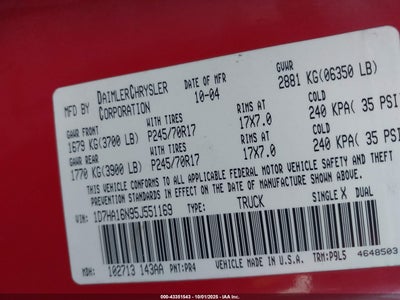 MFD BY DAIMLERCHRYSLER CORPORATION DATE OF MFR 10-04 GVWR 2881 KG(06350 LB)
GAWR FRONT WITH TIRES RIMS AT COLD
1679 KG(3700 LB) P245/70R17 17X7.0 240 KPA( 35 PSI
GAWR REAR WITH TIRES RIMS AT COLD
1770 KG(3900 LB) P245/70R17 17X7.0 240 KPA( 35 PSI
THIS VEHICLE CONFORMS TO ALL APPLICABLE FEDERAL MOTOR VEHICLE SAFETY AND THEFT
PREVENTION STANDARDS IN EFFECT ON THE DATE OF MANUFACTURE SHOWN ABOVE.
VIN: 1D7HA16N95J551169 TYPE: TRUCK SINGLE X DUAL
MDH: 102713 143AA PNT:PR4 VEHICLE MADE IN U.S.A. TRM:P9L5 4648503
000-43351543 - 10/01/2025 - IAAI.com